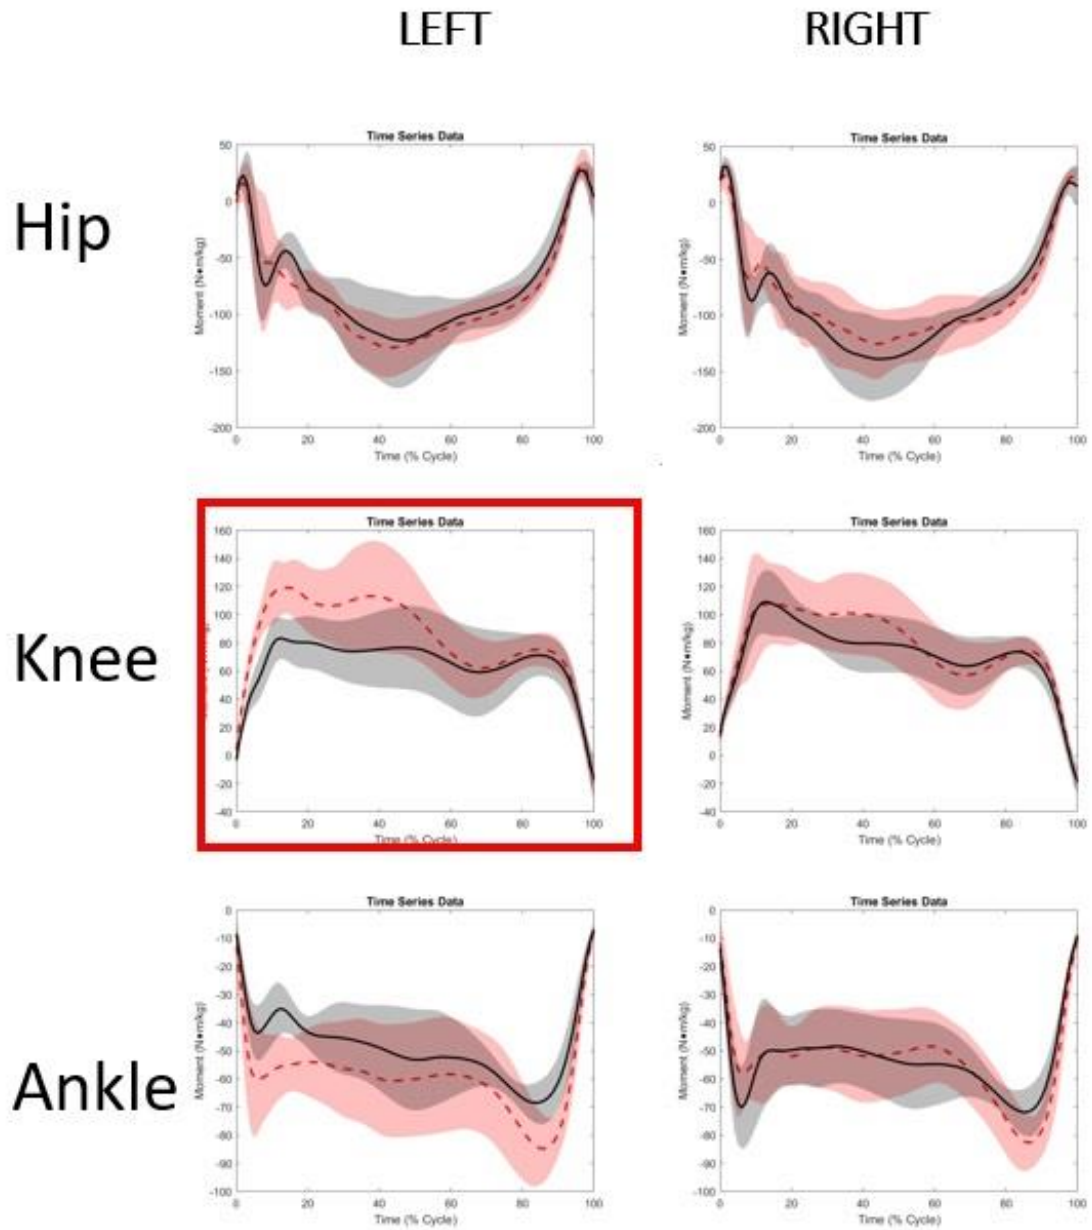 LEFT
RIGHT
Hip
Time Series Data
50
0
-50
-100
-150
-200
Moment (N•m/kg)
0 20 40 60 80 100
Time (% Cycle)
Time Series Data
50
0
-50
-100
-150
-200
Moment (N•m/kg)
0 20 40 60 80 100
Time (% Cycle)
Knee
Time Series Data
160
140
120
100
80
60
40
20
0
-20
-40
0 20 40 60 80 100
Time (% Cycle)
Time Series Data
160
140
120
100
80
60
40
20
0
-20
-40
Moment (N•m/kg)
0 20 40 60 80 100
Time (% Cycle)
Ankle
Time Series Data
0
-10
-20
-30
-40
-50
-60
-70
-80
-90
-100
Moment (N•m/kg)
0 20 40 60 80 100
Time (% Cycle)
Time Series Data
0
-10
-20
-30
-40
-50
-60
-70
-80
-90
-100
Moment (N•m/kg)
0 20 40 60 80 100
Time (% Cycle)